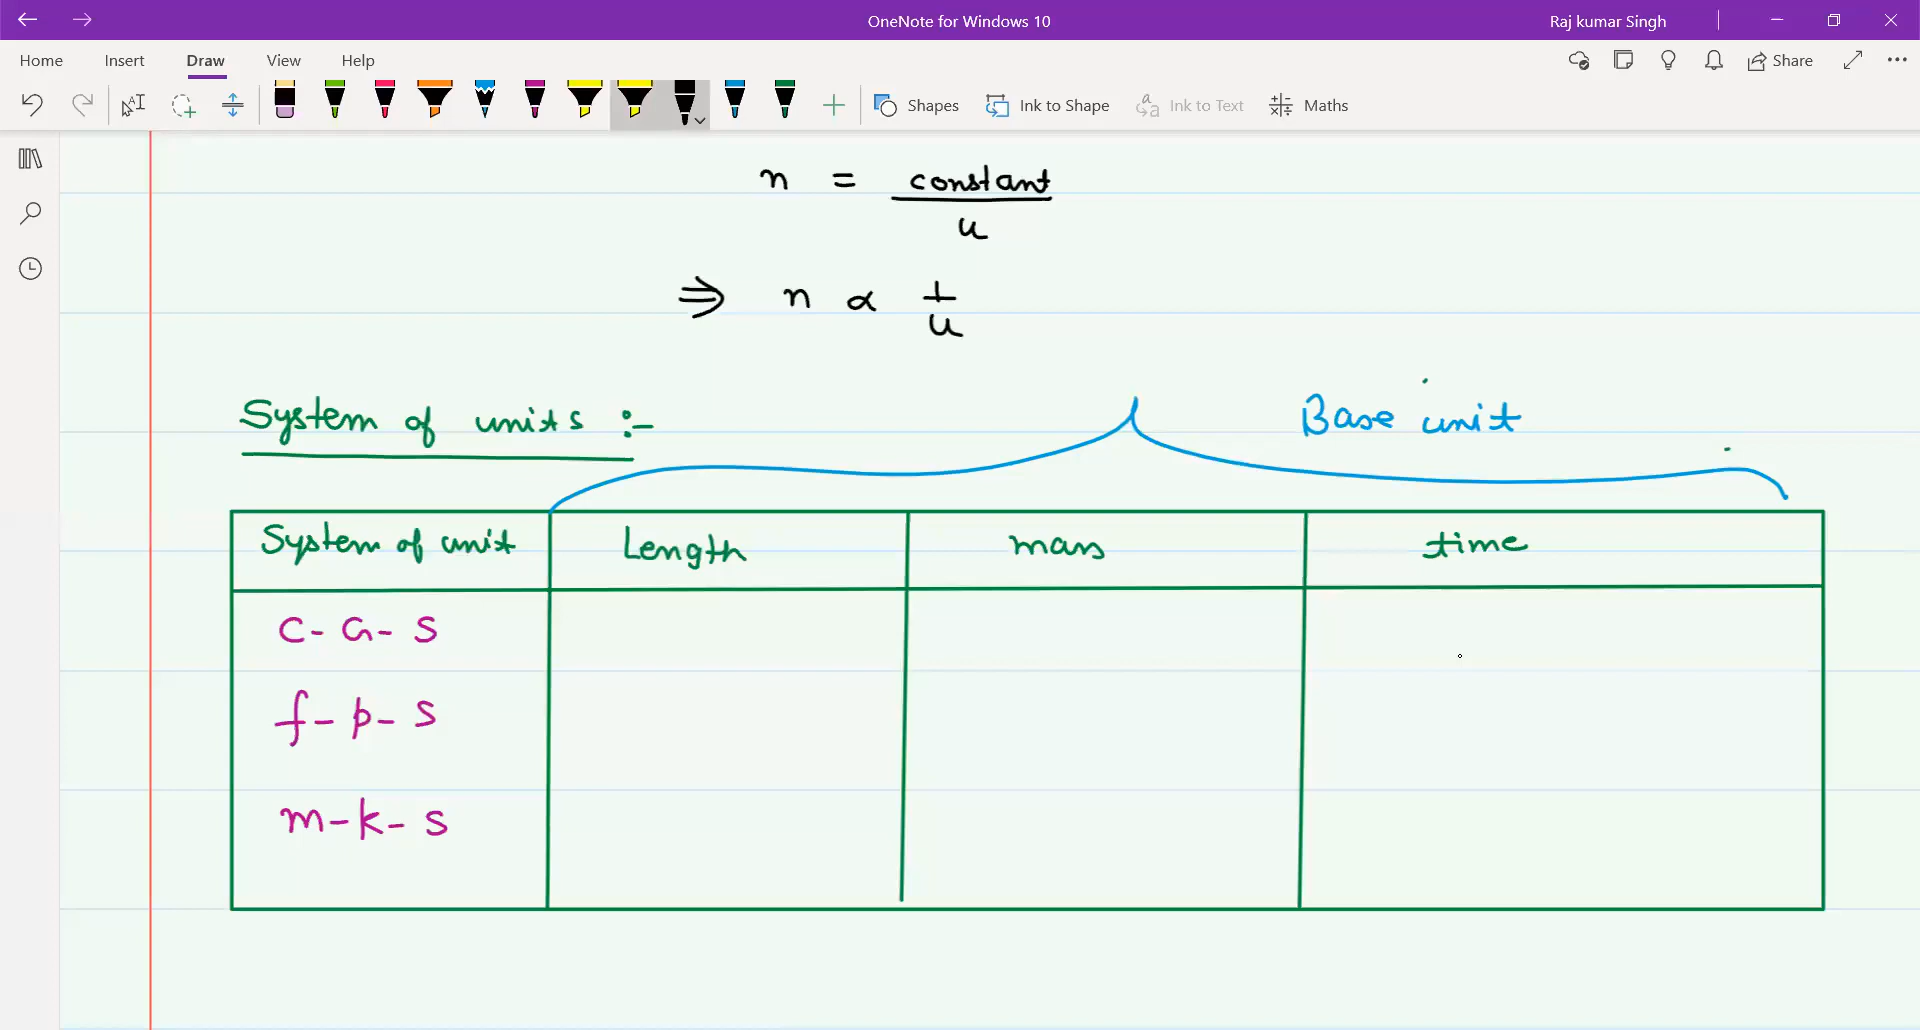 OneNote for Windows 10
Raj kumar Singh
Home Insert Draw View Help
Share
Shapes Ink to Shape Ink to Text Maths
n = constant
u
⇒ n ∝ 1
u
System of units :-
Base unit
System of unit Length mass time
C - G - S
f - p - s
m - k - s